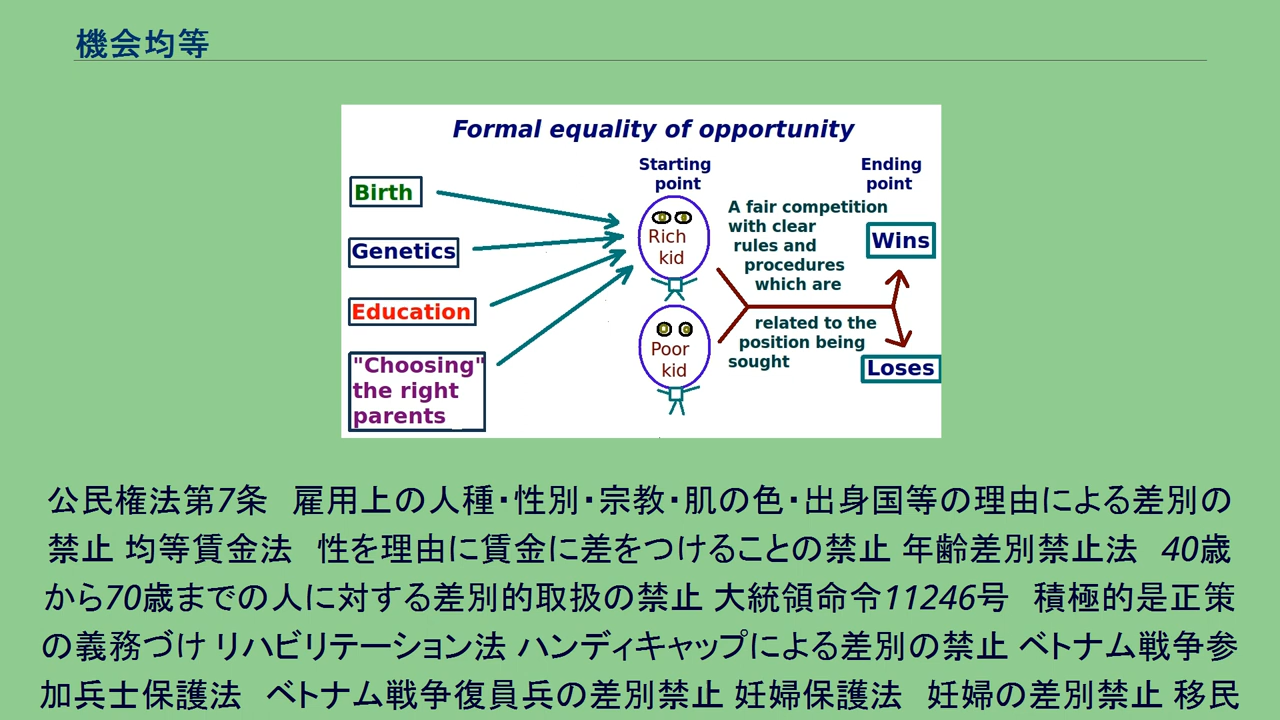 機会均等
Formal equality of opportunity
Starting
point
Ending
point
Birth
Genetics
Education
"Choosing"
the right
parents
Rich
kid
Poor
kid
A fair competition
with clear
rules and
procedures
which are
related to the
position being
sought
Wins
Loses
公民権法第7条　雇用上の人種・性別・宗教・肌の色・出身国等の理由による差別の
禁止 均等賃金法　性を理由に賃金に差をつけることの禁止 年齢差別禁止法　40歳
から70歳までの人に対する差別的取扱の禁止 大統領命令11246号　積極的是正策
の義務づけ リハビリテーション法 ハンディキャップによる差別の禁止 ベトナム戦争参
加兵士保護法　ベトナム戦争復員兵の差別禁止 妊婦保護法　妊婦の差別禁止 移民